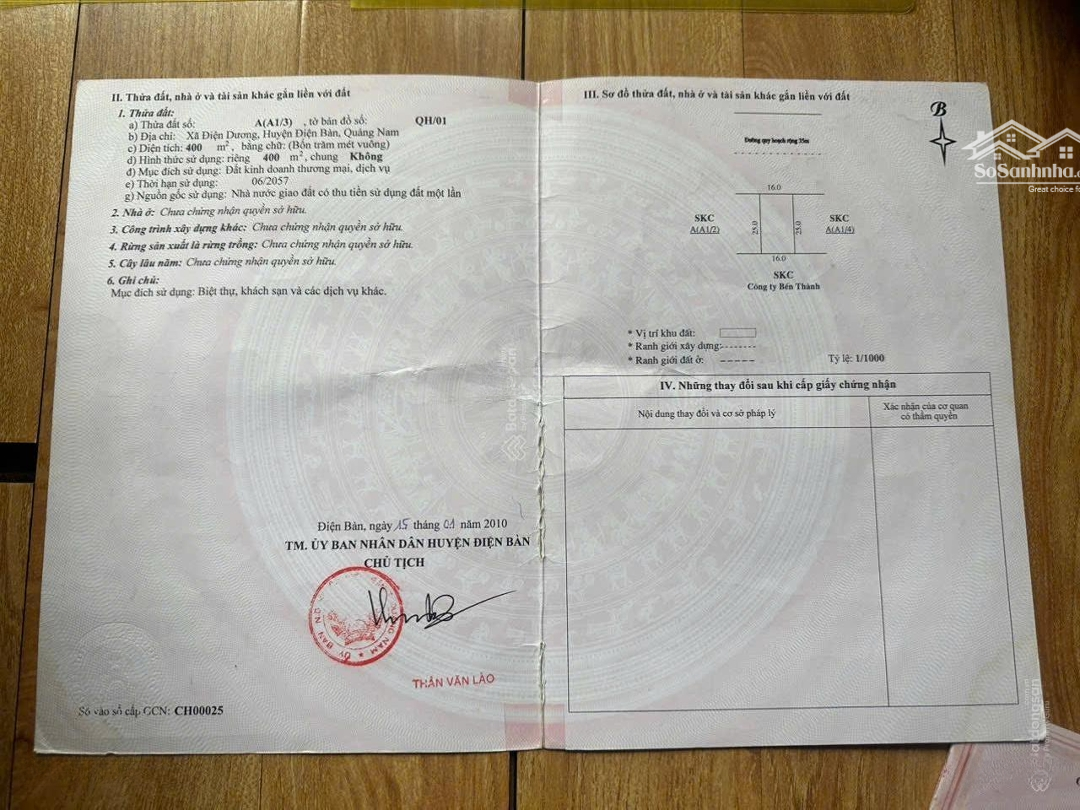 II. Thửa đất, nhà ở và tài sản khác gắn liền với đất
1. Thửa đất:
a) Thửa đất số: A(A1/3) , tờ bản đồ số: QH/01
b) Địa chỉ: Xã Điện Dương, Huyện Điện Bàn, Quảng Nam
c) Diện tích: 400 m², bằng chữ: (Bốn trăm mét vuông)
d) Hình thức sử dụng: riêng 400 m², chung Không
đ) Mục đích sử dụng: Đất kinh doanh thương mại, dịch vụ
e) Thời hạn sử dụng: 06/2057
g) Nguồn gốc sử dụng: Nhà nước giao đất có thu tiền sử dụng đất một lần
2. Nhà ở: Chưa chứng nhận quyền sở hữu.
3. Công trình xây dựng khác: Chưa chứng nhận quyền sở hữu.
4. Rừng sản xuất là rừng trồng: Chưa chứng nhận quyền sở hữu.
5. Cây lâu năm: Chưa chứng nhận quyền sở hữu.
6. Ghi chú:
Mục đích sử dụng: Biệt thự, khách sạn và các dịch vụ khác.
Điện Bàn, ngày 15 tháng 01 năm 2010
TM. ỦY BAN NHÂN DÂN HUYỆN ĐIỆN BÀN
CHỦ TỊCH
THÂN VĂN LÀO
Số vào sổ cấp GCN: CH00025
III. Sơ đồ thửa đất, nhà ở và tài sản khác gắn liền với đất
B
Đường quy hoạch rộng 35m
16.0
SKC
A(A1/2)
25.0
25.0
SKC
A(A1/4)
16.0
SKC
Công ty Bến Thành
* Vị trí khu đất:
* Ranh giới xây dựng:
* Ranh giới đất ở:
Tỷ lệ: 1/1000
IV. Những thay đổi sau khi cấp giấy chứng nhận
Nội dung thay đổi và cơ sở pháp lý
Xác nhận của cơ quan
có thẩm quyền
SoSanhnha.c
Great choice f
Batdongsan